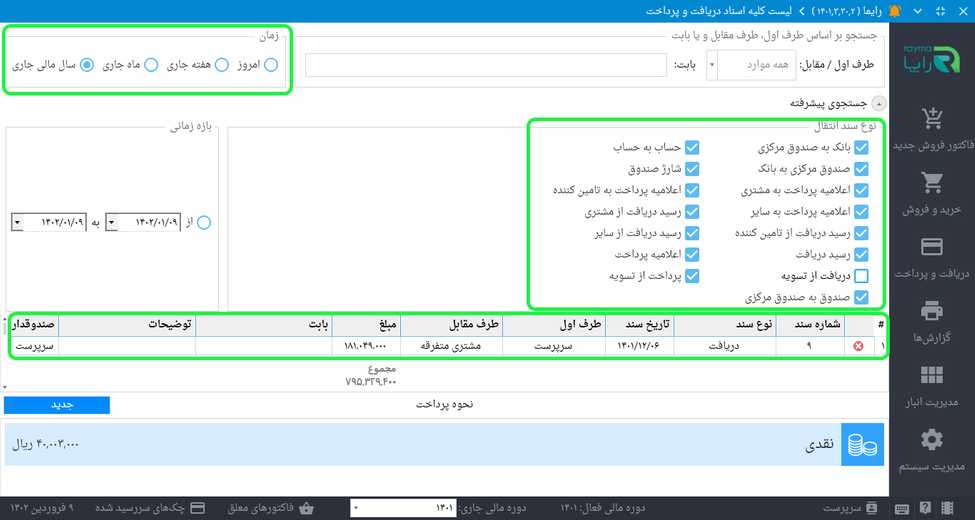 رایما ( ۱۴۰۱٫۳٫۳۰٫۲ ) > لیست کلیه اسناد دریافت و پرداخت
rayma
رایما
فاکتور فروش جدید
خرید و فروش
دریافت و پرداخت
گزارش‌ها
مدیریت انبار
مدیریت سیستم
جستجو بر اساس طرف اول، طرف مقابل و یا بابت
طرف اول / مقابل: همه موارد بابت:
زمان
امروز هفته جاری ماه جاری سال مالی جاری
جستجوی پیشرفته
نوع سند انتقال
بانک به صندوق مرکزی حساب به حساب
صندوق مرکزی به بانک شارژ صندوق
اعلامیه پرداخت به مشتری اعلامیه پرداخت به تامین کننده
اعلامیه پرداخت به سایر رسید دریافت از مشتری
رسید دریافت از تامین کننده رسید دریافت از سایر
رسید دریافت اعلامیه پرداخت
دریافت از تسویه پرداخت از تسویه
صندوق به صندوق مرکزی
بازه زمانی
از ۱۴۰۲/۰۱/۰۹ به ۱۴۰۲/۰۱/۰۹
# شماره سند نوع سند تاریخ سند طرف اول طرف مقابل مبلغ بابت توضیحات صندوقدار
۱ ۹ دریافت ۱۴۰۱/۱۲/۰۶ سرپرست مشتری متفرقه ۱۸۱,۰۴۹,۰۰۰ سرپرست
مجموع
۷۹۵,۳۲۹,۴۰۰
نحوه پرداخت جدید
نقدی ۴۰,۰۰۳,۰۰۰ ریال
سرپرست دوره مالی فعال: ۱۴۰۱ دوره مالی جاری: ۱۴۰۱ فاکتورهای معلق چک‌های سررسید شده ۹ فروردین ۱۴۰۲